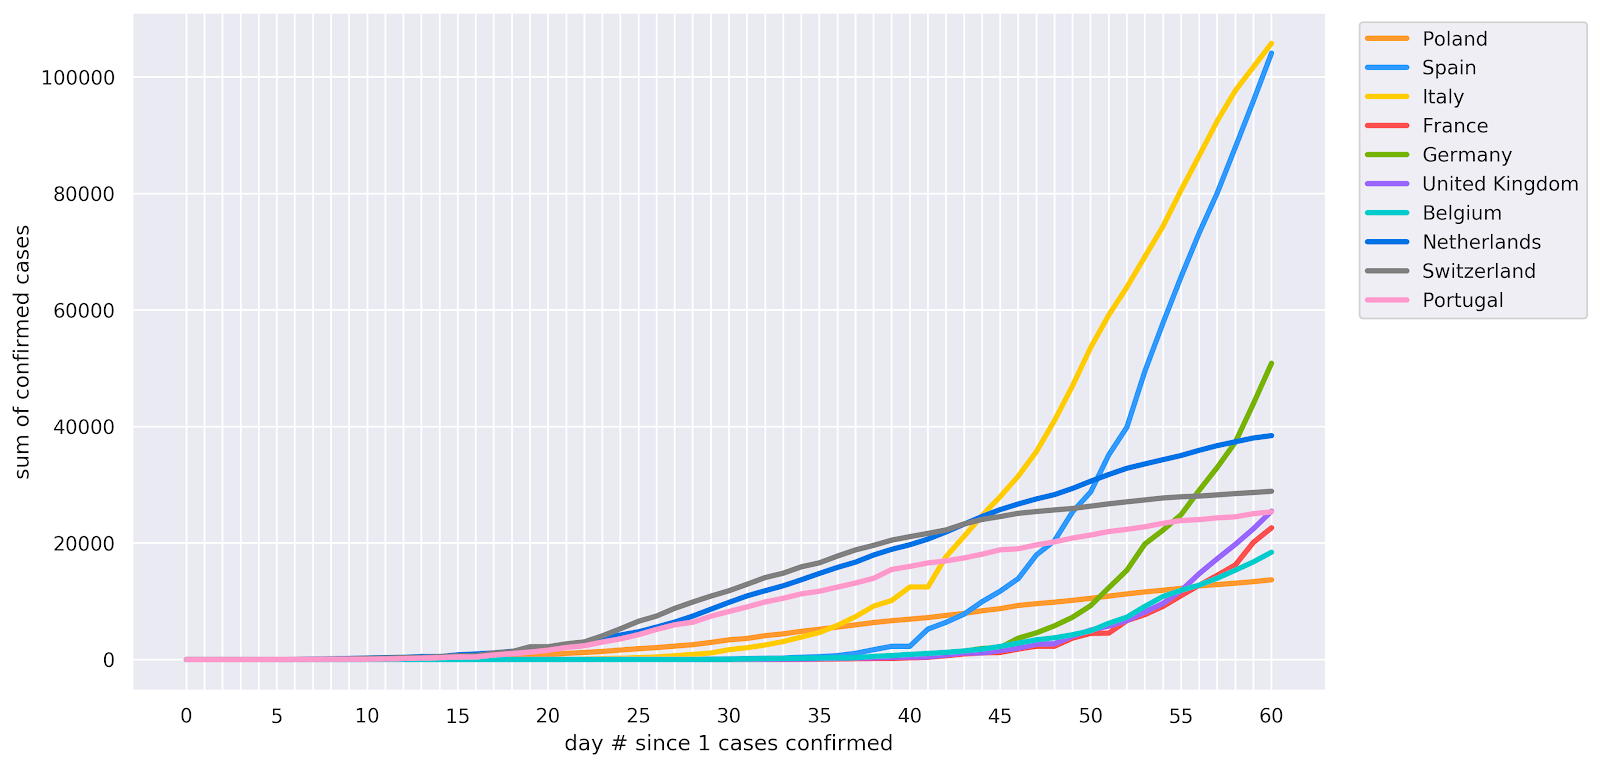 100000
80000
60000
40000
20000
0
sum of confirmed cases
0 5 10 15 20 25 30 35 40 45 50 55 60
day # since 1 cases confirmed
Poland
Spain
Italy
France
Germany
United Kingdom
Belgium
Netherlands
Switzerland
Portugal